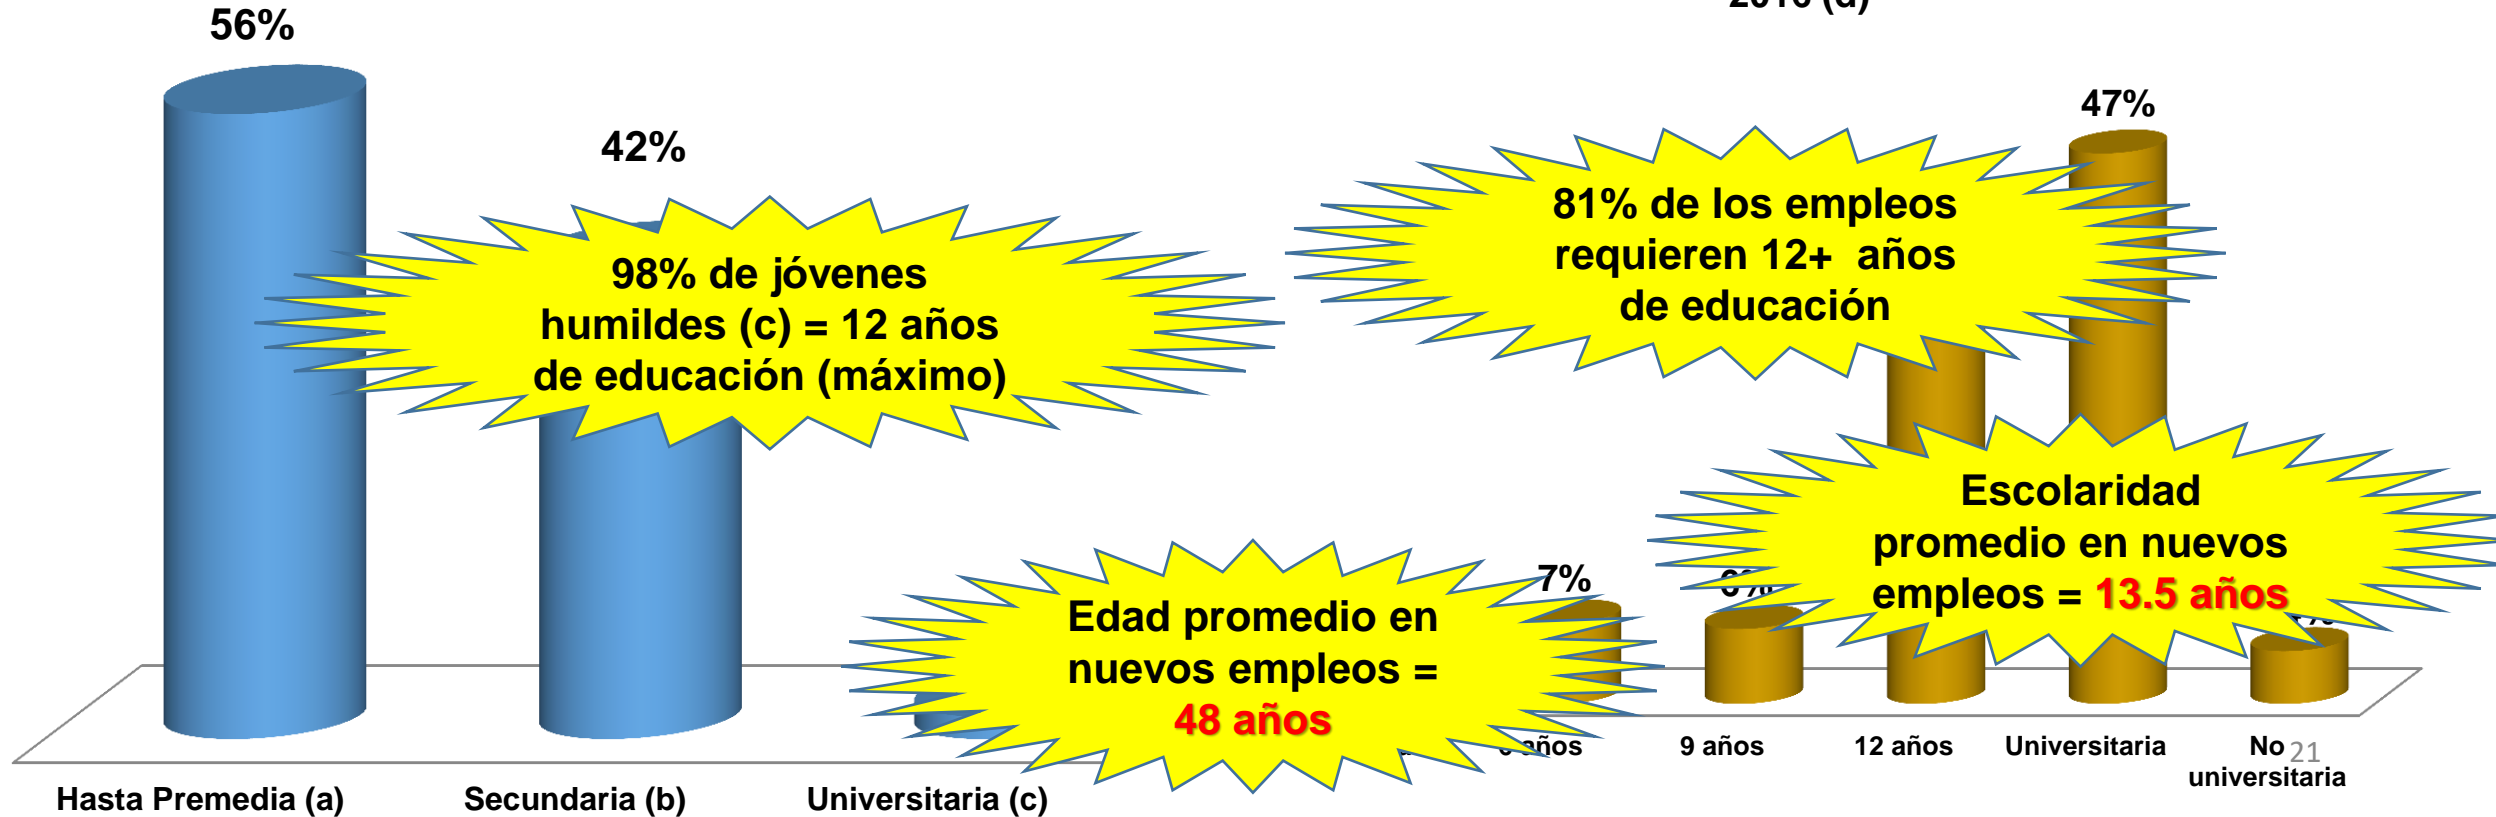 56%
42%
98% de jóvenes
humildes (c) = 12 años
de educación (máximo)
Hasta Premedia (a)
Secundaria (b)
Universitaria (c)
47%
81% de los empleos
requieren 12+ años
de educación
Escolaridad
promedio en nuevos
empleos = 13.5 años
Edad promedio en
nuevos empleos =
48 años
7%
años
9 años
12 años
Universitaria
No
universitaria
21